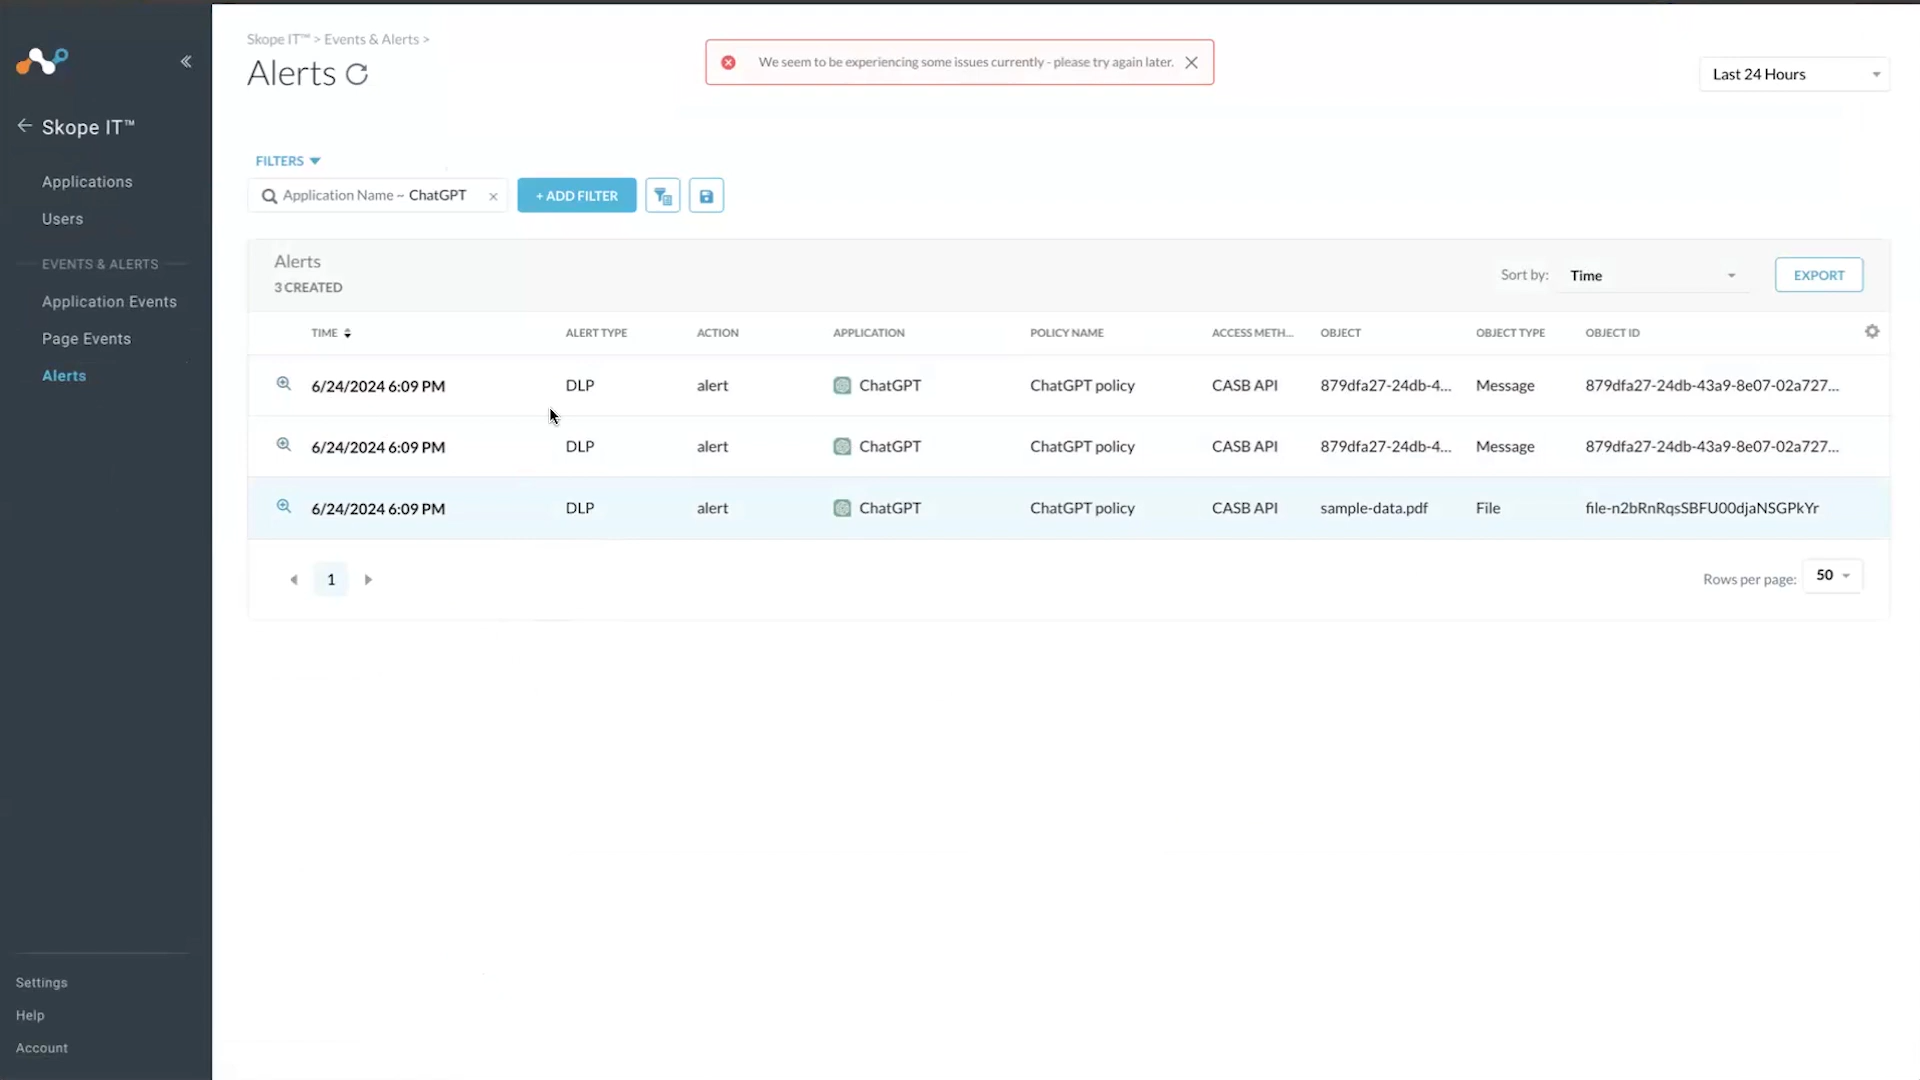 Skope IT™ > Events & Alerts >
Alerts
We seem to be experiencing some issues currently - please try again later.
Last 24 Hours
Skope IT™
Applications
Users
EVENTS & ALERTS
Application Events
Page Events
Alerts
Settings
Help
Account
FILTERS
Application Name ~ ChatGPT
+ ADD FILTER
Alerts
3 CREATED
Sort by: Time
EXPORT
TIME ALERT TYPE ACTION APPLICATION POLICY NAME ACCESS METH... OBJECT OBJECT TYPE OBJECT ID
6/24/2024 6:09 PM DLP alert ChatGPT ChatGPT policy CASB API 879dfa27-24db-4... Message 879dfa27-24db-43a9-8e07-02a727...
6/24/2024 6:09 PM DLP alert ChatGPT ChatGPT policy CASB API 879dfa27-24db-4... Message 879dfa27-24db-43a9-8e07-02a727...
6/24/2024 6:09 PM DLP alert ChatGPT ChatGPT policy CASB API sample-data.pdf File file-n2bRnRqsSBFU00djaNSGPkYr
1
Rows per page: 50